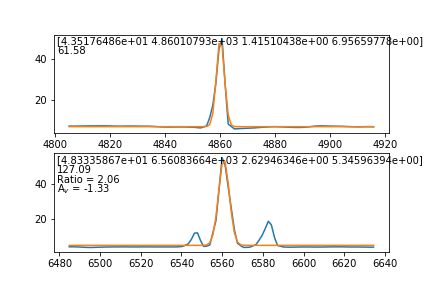 [4.35176486e+01 4.86010793e+03 1.41510438e+00 6.95659778e+00]
61.58
40
20
4800 4820 4840 4860 4880 4900 4920
[4.83335867e+01 6.56083664e+03 2.62946346e+00 5.34596394e+00]
127.09
Ratio = 2.06
Av = -1.33
40
20
6480 6500 6520 6540 6560 6580 6600 6620 6640